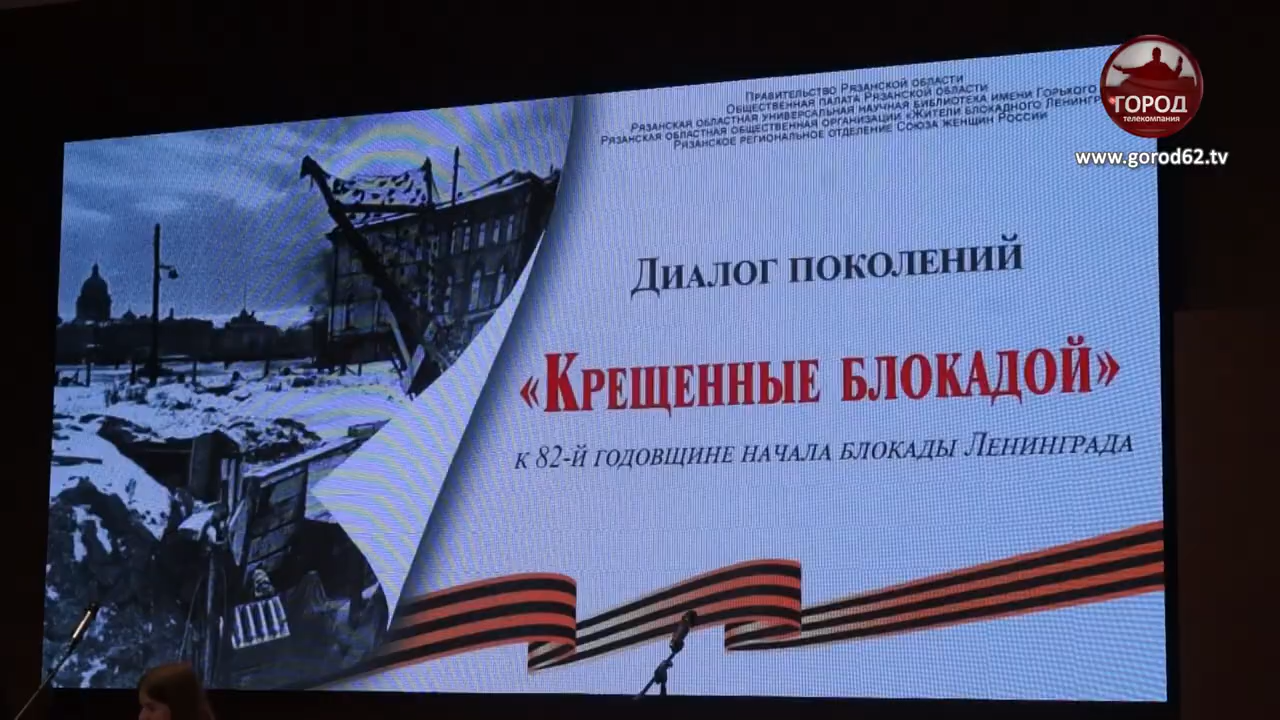 ПРАВИТЕЛЬСТВО РЯЗАНСКОЙ ОБЛАСТИ
ОБЩЕСТВЕННАЯ ПАЛАТА РЯЗАНСКОЙ ОБЛАСТИ
РЯЗАНСКАЯ ОБЛАСТНАЯ УНИВЕРСАЛЬНАЯ НАУЧНАЯ БИБЛИОТЕКА ИМЕНИ ГОРЬКОГО
РЯЗАНСКАЯ ОБЛАСТНАЯ ОБЩЕСТВЕННАЯ ОРГАНИЗАЦИЯ «ЖИТЕЛИ БЛОКАДНОГО
РЯЗАНСКОЕ РЕГИОНАЛЬНОЕ ОТДЕЛЕНИЕ СОЮЗА ЖЕНЩИН РОССИИ
ГОРОД
телекомпания
www.gorod62.tv
ДИАЛОГ ПОКОЛЕНИЙ
«КРЕЩЕННЫЕ БЛОКАДОЙ»
К 82-Й ГОДОВЩИНЕ НАЧАЛА БЛОКАДЫ ЛЕНИНГРАДА